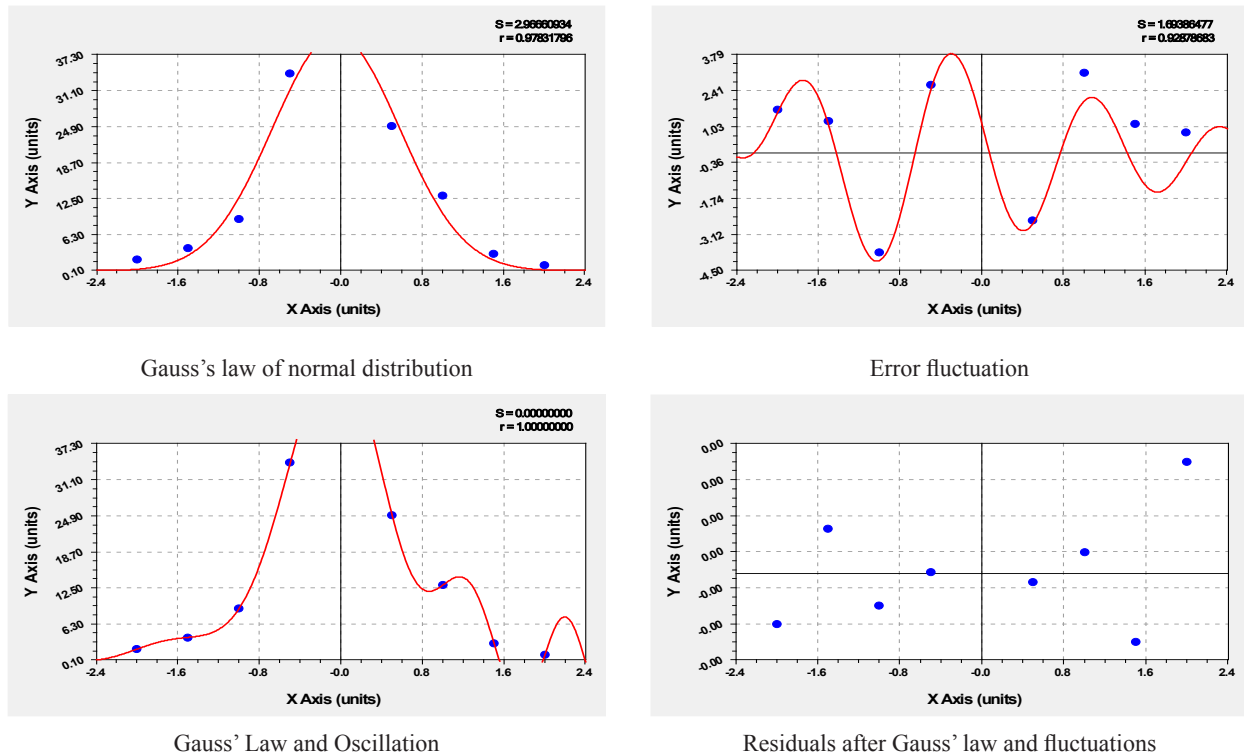 S = 2.96660934
r = 0.97831796
37.30
31.10
24.90
18.70
12.50
6.30
0.10
Y Axis (units)
-2.4 -1.6 -0.8 -0.0 0.8 1.6 2.4
X Axis (units)
Gauss’s law of normal distribution
S = 1.69386477
r = 0.92878683
3.79
2.41
1.03
-0.36
-1.74
-3.12
-4.50
Y Axis (units)
-2.4 -1.6 -0.8 -0.0 0.8 1.6 2.4
X Axis (units)
Error fluctuation
S = 0.00000000
r = 1.00000000
37.30
31.10
24.90
18.70
12.50
6.30
0.10
Y Axis (units)
-2.4 -1.6 -0.8 -0.0 0.8 1.6 2.4
X Axis (units)
Gauss’ Law and Oscillation
0.00
0.00
0.00
0.00
-0.00
-0.00
-0.00
Y Axis (units)
-2.4 -1.6 -0.8 -0.0 0.8 1.6 2.4
X Axis (units)
Residuals after Gauss’ law and fluctuations